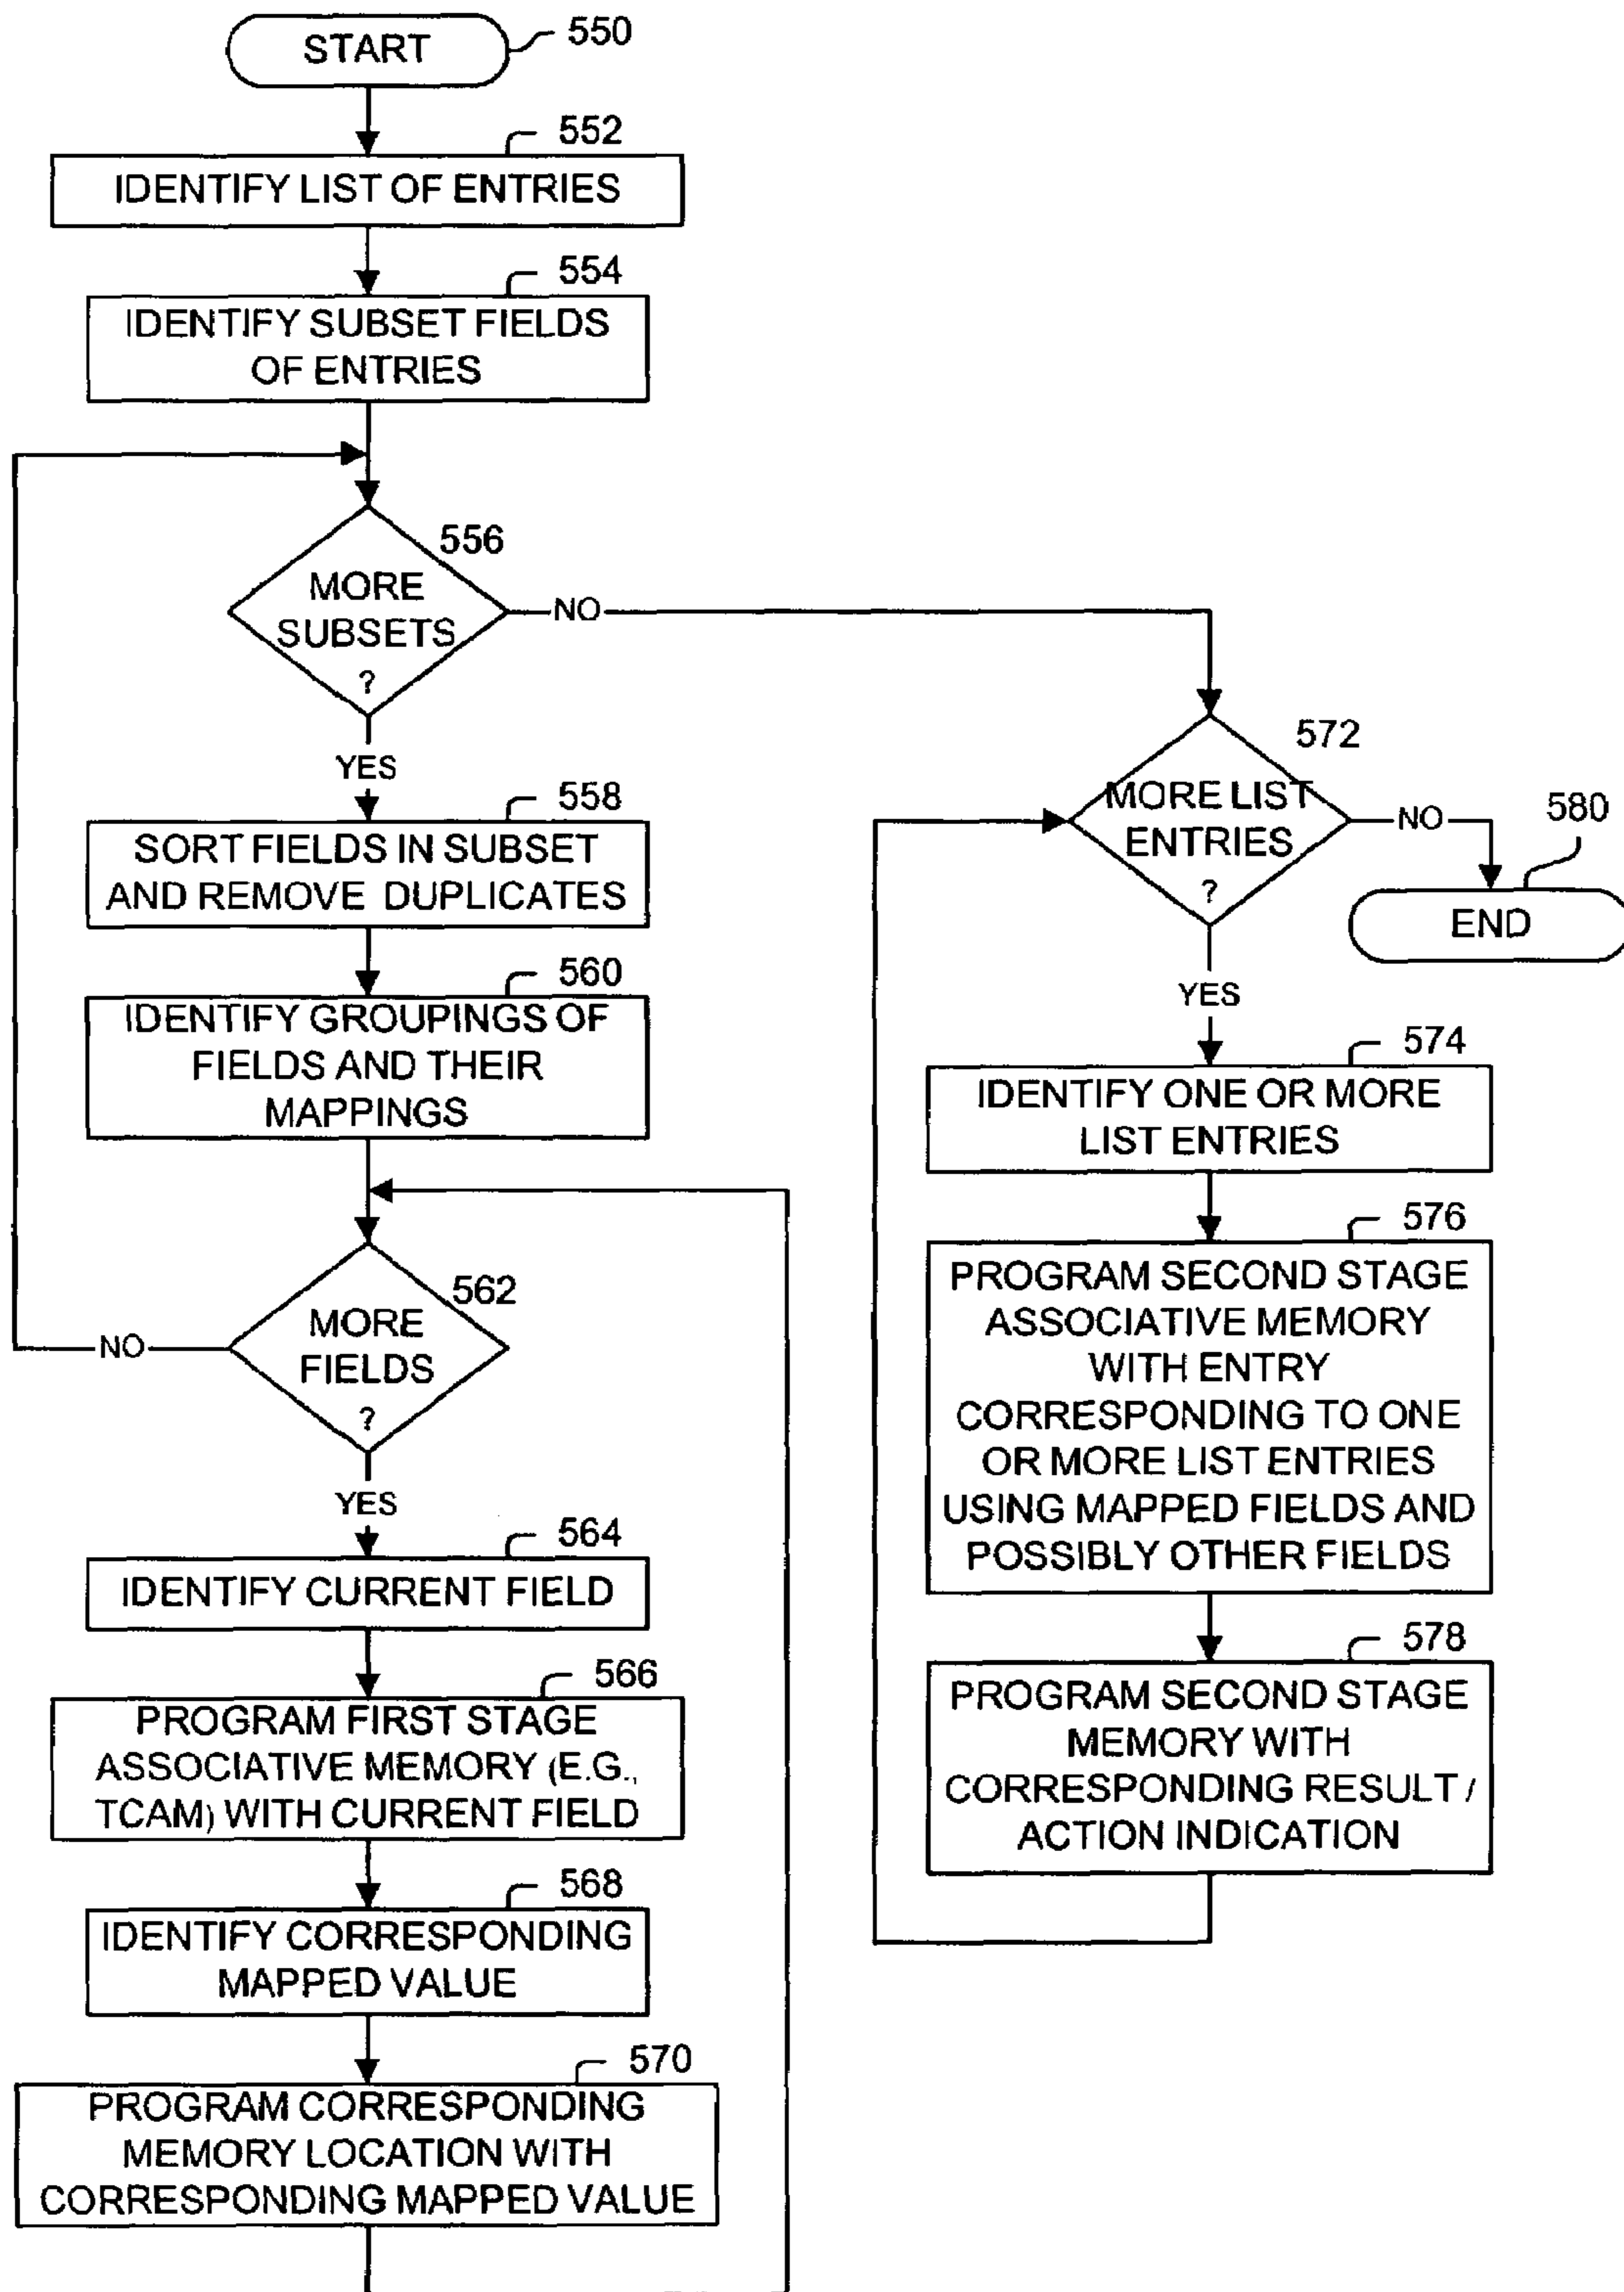 START
550
552
IDENTIFY LIST OF ENTRIES
554
IDENTIFY SUBSET FIELDS
OF ENTRIES
556
MORE
SUBSETS
?
NO
YES
558
SORT FIELDS IN SUBSET
AND REMOVE DUPLICATES
560
IDENTIFY GROUPINGS OF
FIELDS AND THEIR
MAPPINGS
562
MORE
FIELDS
?
NO
YES
564
IDENTIFY CURRENT FIELD
566
PROGRAM FIRST STAGE
ASSOCIATIVE MEMORY (E.G.,
TCAM) WITH CURRENT FIELD
568
IDENTIFY CORRESPONDING
MAPPED VALUE
570
PROGRAM CORRESPONDING
MEMORY LOCATION WITH
CORRESPONDING MAPPED VALUE
572
MORE LIST
ENTRIES
?
NO
580
END
YES
574
IDENTIFY ONE OR MORE
LIST ENTRIES
576
PROGRAM SECOND STAGE
ASSOCIATIVE MEMORY
WITH ENTRY
CORRESPONDING TO ONE
OR MORE LIST ENTRIES
USING MAPPED FIELDS AND
POSSIBLY OTHER FIELDS
578
PROGRAM SECOND STAGE
MEMORY WITH
CORRESPONDING RESULT /
ACTION INDICATION